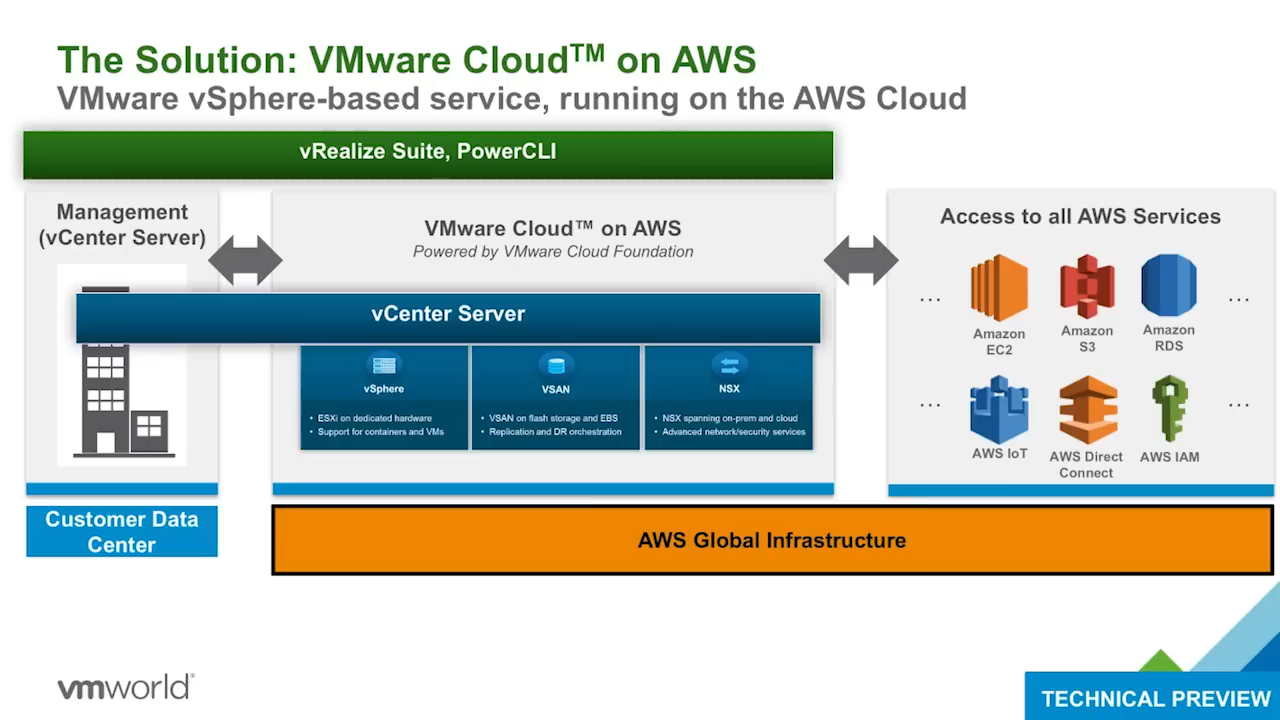 The Solution: VMware Cloud™ on AWS
VMware vSphere-based service, running on the AWS Cloud
vRealize Suite, PowerCLI
Management
(vCenter Server)
VMware Cloud™ on AWS
Powered by VMware Cloud Foundation
Access to all AWS Services
vCenter Server
vSphere
• ESXi on dedicated hardware
• Support for containers and VMs
VSAN
• VSAN on flash storage and EBS
• Replication and DR orchestration
NSX
• NSX spanning on-prem and cloud
• Advanced network/security services
...
Amazon
EC2
Amazon
S3
Amazon
RDS
...
...
AWS IoT
AWS Direct
Connect
AWS IAM
...
Customer Data
Center
AWS Global Infrastructure
vmworld®
TECHNICAL PREVIEW